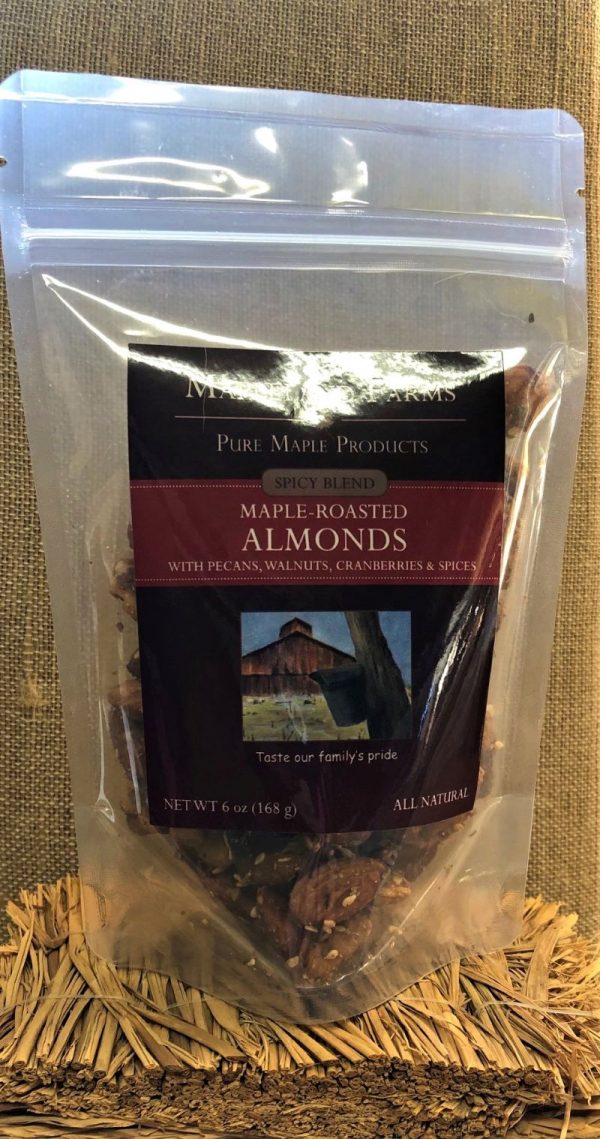 FARMS
PURE MAPLE PRODUCTS
SPICY BLEND
MAPLE-ROASTED
ALMONDS
WITH PECANS, WALNUTS, CRANBERRIES & SPICES
Taste our family's pride
NET WT 6 oz (168 g)
ALL NATURAL